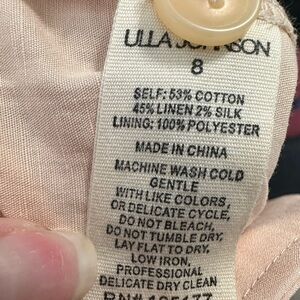 ULLA JOHNSON
8
SELF: 53% COTTON
45% LINEN 2% SILK
LINING: 100% POLYESTER
MADE IN CHINA
MACHINE WASH COLD
GENTLE
WITH LIKE COLORS,
OR DELICATE CYCLE,
DO NOT BLEACH,
DO NOT TUMBLE DRY,
LAY FLAT TO DRY,
LOW IRON,
PROFESSIONAL
DELICATE DRY CLEAN